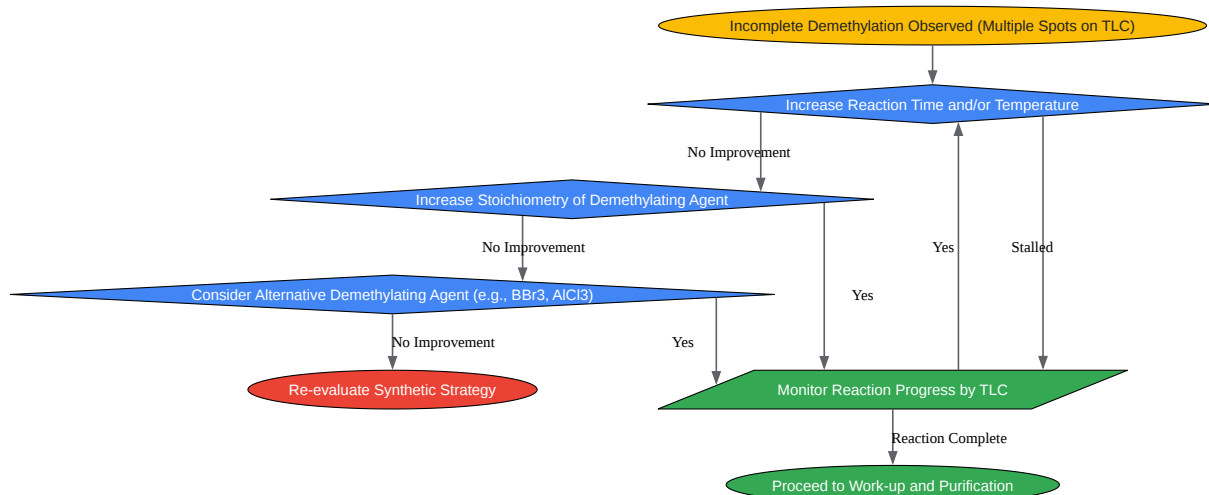 Incomplete Demethylation Observed (Multiple Spots on TLC)
Increase Reaction Time and/or Temperature
No Improvement
Increase Stoichiometry of Demethylating Agent
No Improvement
Yes
Stalled
Consider Alternative Demethylating Agent (e.g., BBr3, AlCl3)
Yes
No Improvement
Yes
Re-evaluate Synthetic Strategy
Monitor Reaction Progress by TLC
Reaction Complete
Proceed to Work-up and Purification